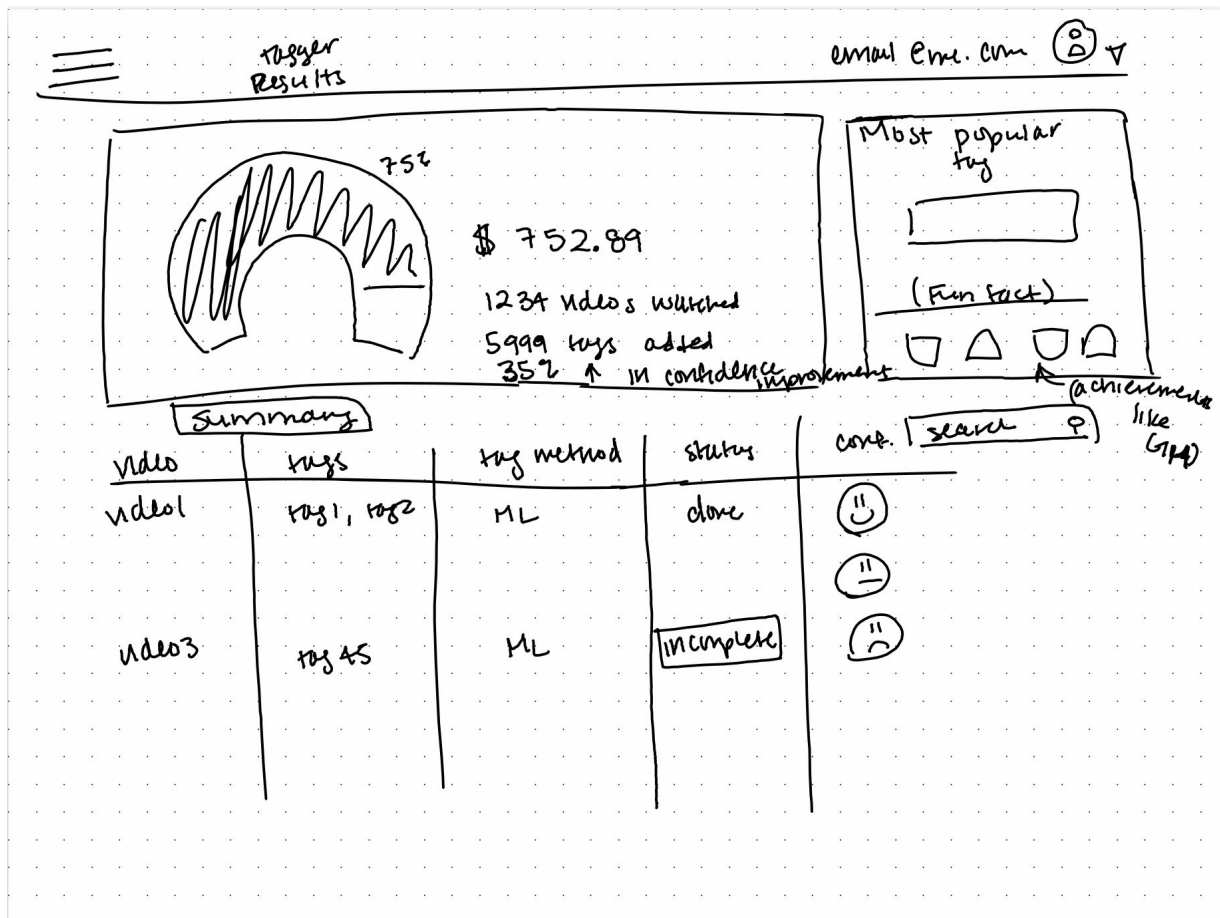 tagger
Results
email@me.com
75%
$ 752.89
1234 videos watched
5999 tags added
35% ↑ in confidence improvement
Most popular
tag
(Fun fact)
(achievements
like
summary
search
video tags tag method status conf.
video1 tag1, tag2 ML done
video3 tag 45 ML incomplete